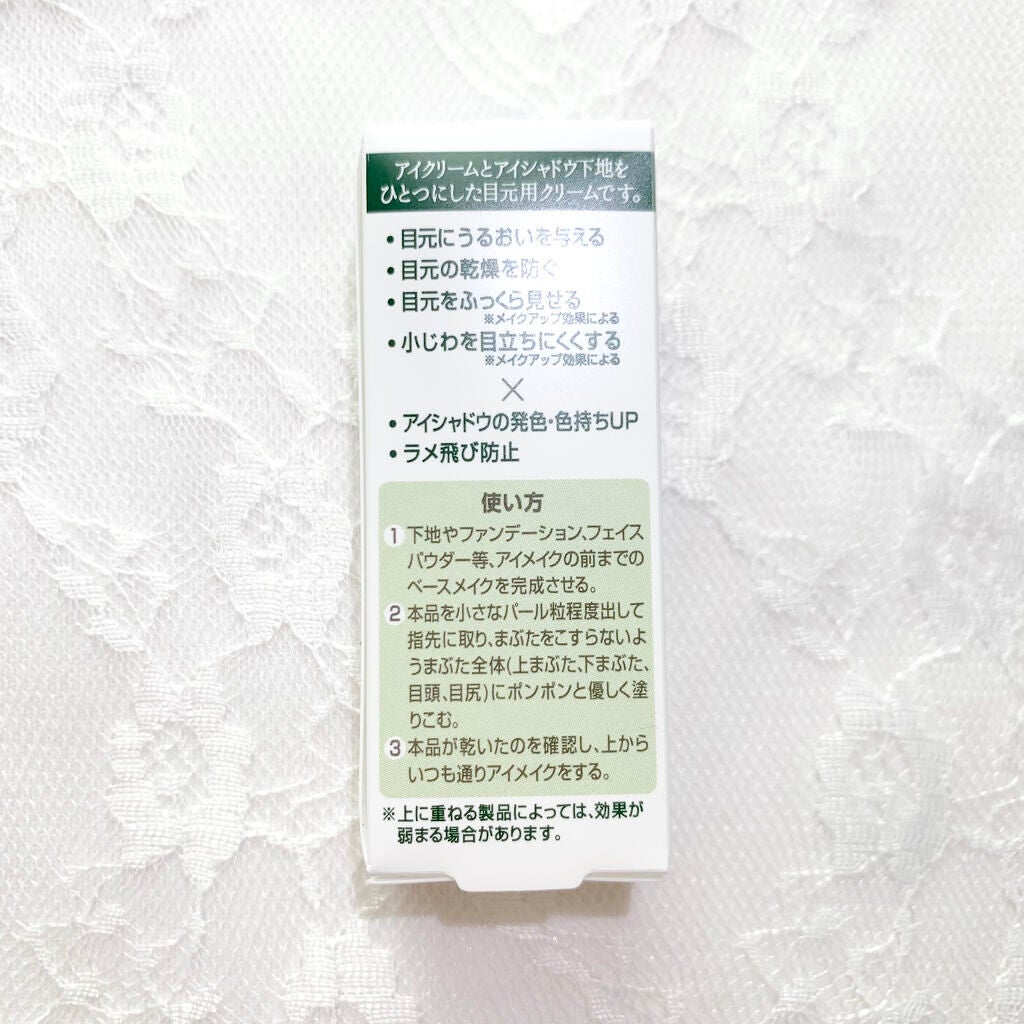 アイクリームとアイシャドウ下地を
ひとつにした目元用クリームです。
•目元にうるおいを与える
•目元の乾燥を防ぐ
•目元をふっくら見せる
※メイクアップ効果による
•小じわを目立ちにくくする
※メイクアップ効果による
×
•アイシャドウの発色・色持ちUP
•ラメ飛び防止
使い方
1 下地やファンデーション、フェイス
パウダー等、アイメイクの前までの
ベースメイクを完成させる。
2 本品を小さなパール粒程度出して
指先に取り、まぶたをこすらないよ
うまぶた全体(上まぶた、下まぶた、
目頭、目尻)にポンポンと優しく塗
りこむ。
3 本品が乾いたのを確認し、上から
いつも通りアイメイクをする。
※上に重ねる製品によっては、効果が
弱まる場合があります。